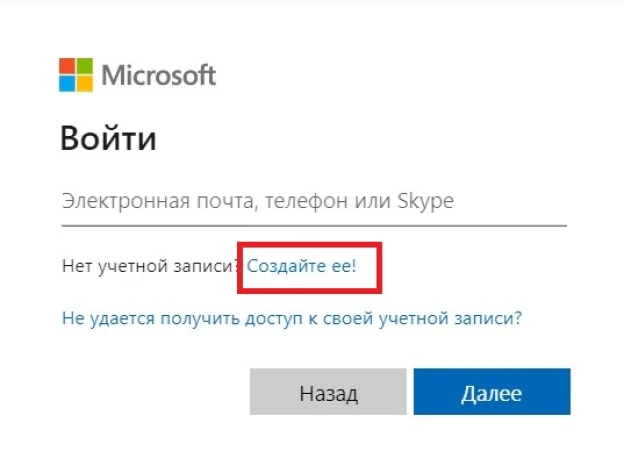 Microsoft
Войти
Электронная почта, телефон или Skype
Нет учетной записи? Создайте ее!
Не удается получить доступ к своей учетной записи?
Назад Далее